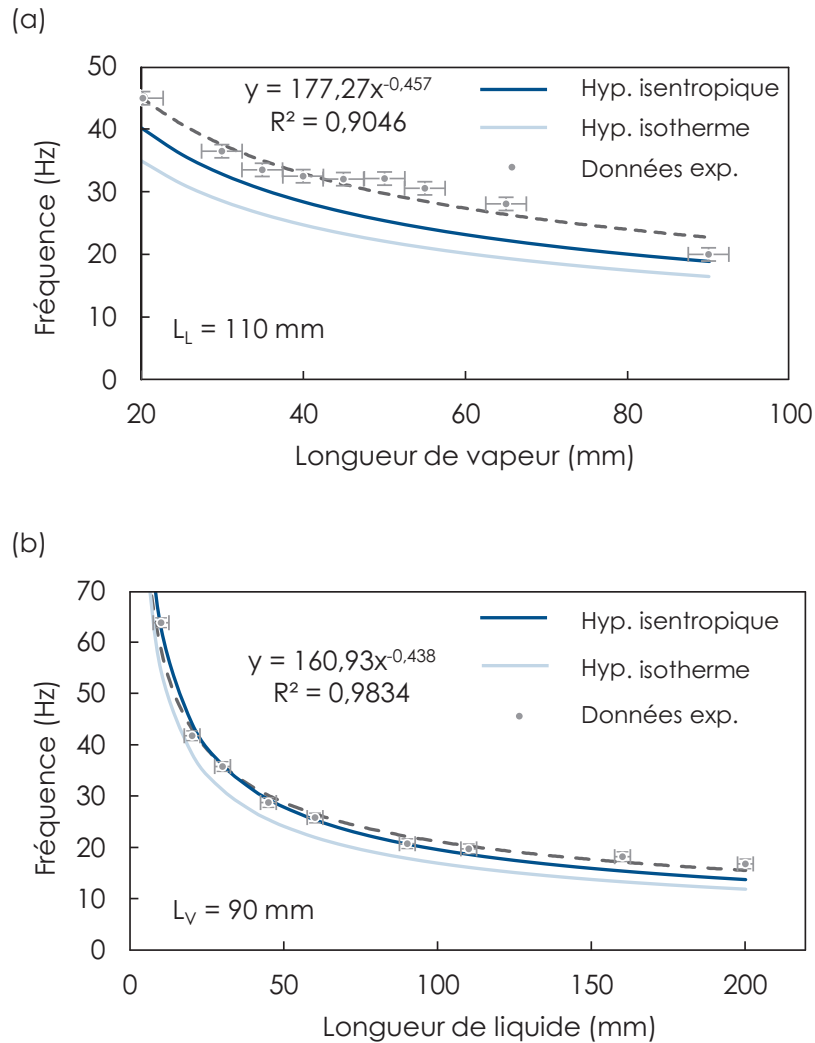 (a)
50
40
30
20
10
0
Fréquence (Hz)
y = 177,27x^-0,457
R² = 0,9046
Hyp. isentropique
Hyp. isotherme
Données exp.
L_L = 110 mm
20 40 60 80 100
Longueur de vapeur (mm)
(b)
70
60
50
40
30
20
10
0
Fréquence (Hz)
y = 160,93x^-0,438
R² = 0,9834
Hyp. isentropique
Hyp. isotherme
Données exp.
L_V = 90 mm
0 50 100 150 200
Longueur de liquide (mm)